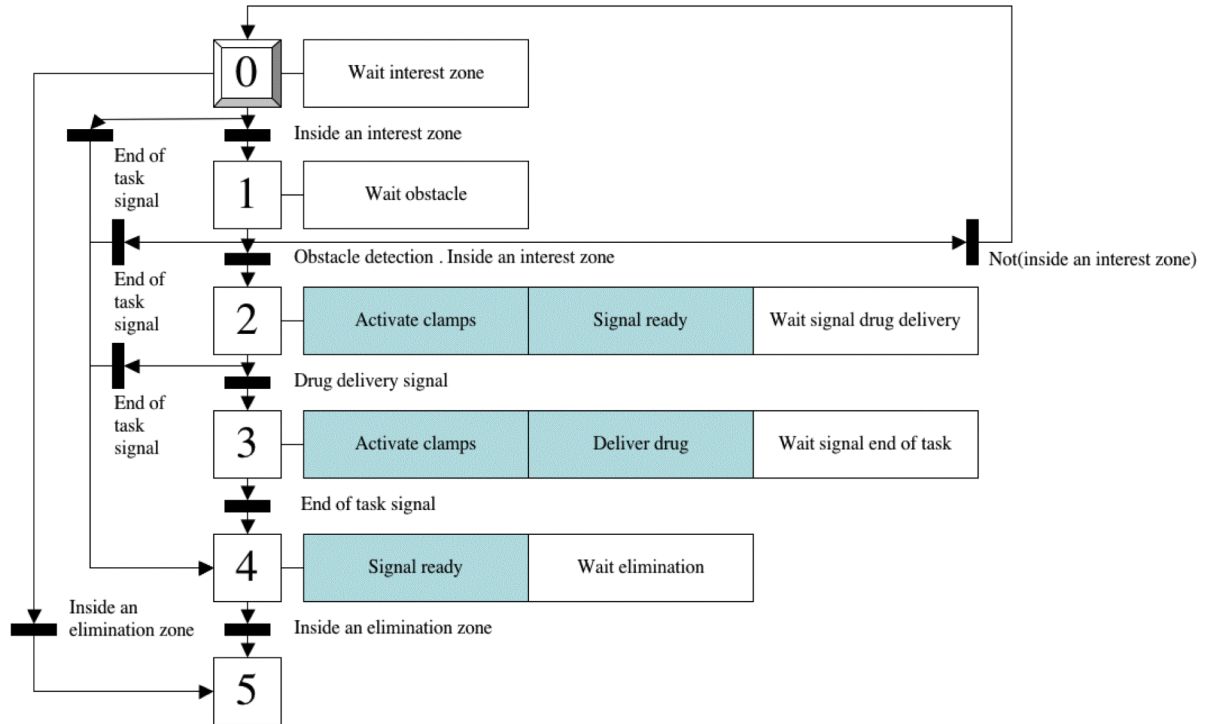 0
Wait interest zone
Inside an interest zone
End of
task
signal
1
Wait obstacle
Obstacle detection . Inside an interest zone
Not(inside an interest zone)
End of
task
signal
2
Activate clamps
Signal ready
Wait signal drug delivery
Drug delivery signal
End of
task
signal
3
Activate clamps
Deliver drug
Wait signal end of task
End of task signal
4
Signal ready
Wait elimination
Inside an
elimination zone
Inside an elimination zone
5